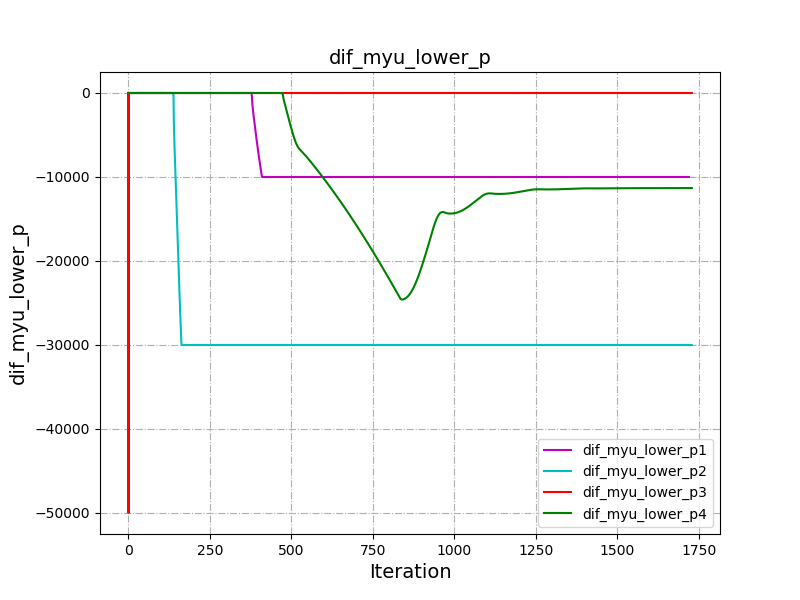 dif_myu_lower_p
dif_myu_lower_p
0
−10000
−20000
−30000
−40000
−50000
dif_myu_lower_p1
dif_myu_lower_p2
dif_myu_lower_p3
dif_myu_lower_p4
0 250 500 750 1000 1250 1500 1750
Iteration